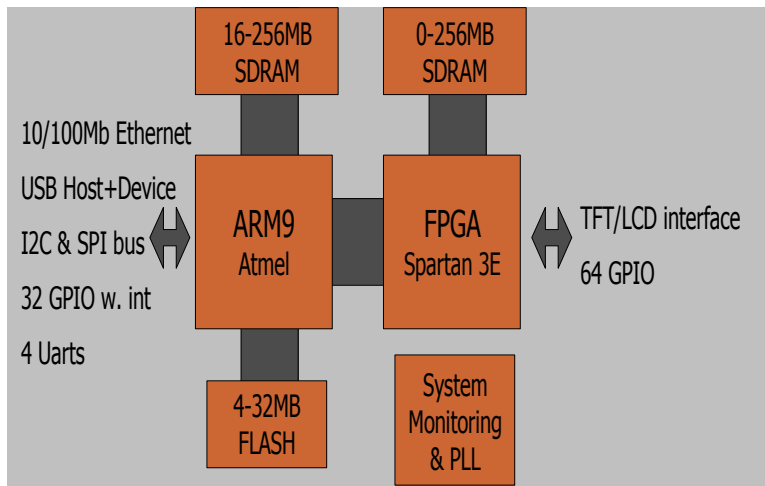 16-256MB
SDRAM
0-256MB
SDRAM
10/100Mb Ethernet
USB Host+Device
I2C & SPI bus
32 GPIO w. int
4 Uarts
ARM9
Atmel
FPGA
Spartan 3E
TFT/LCD interface
64 GPIO
4-32MB
FLASH
System
Monitoring
& PLL